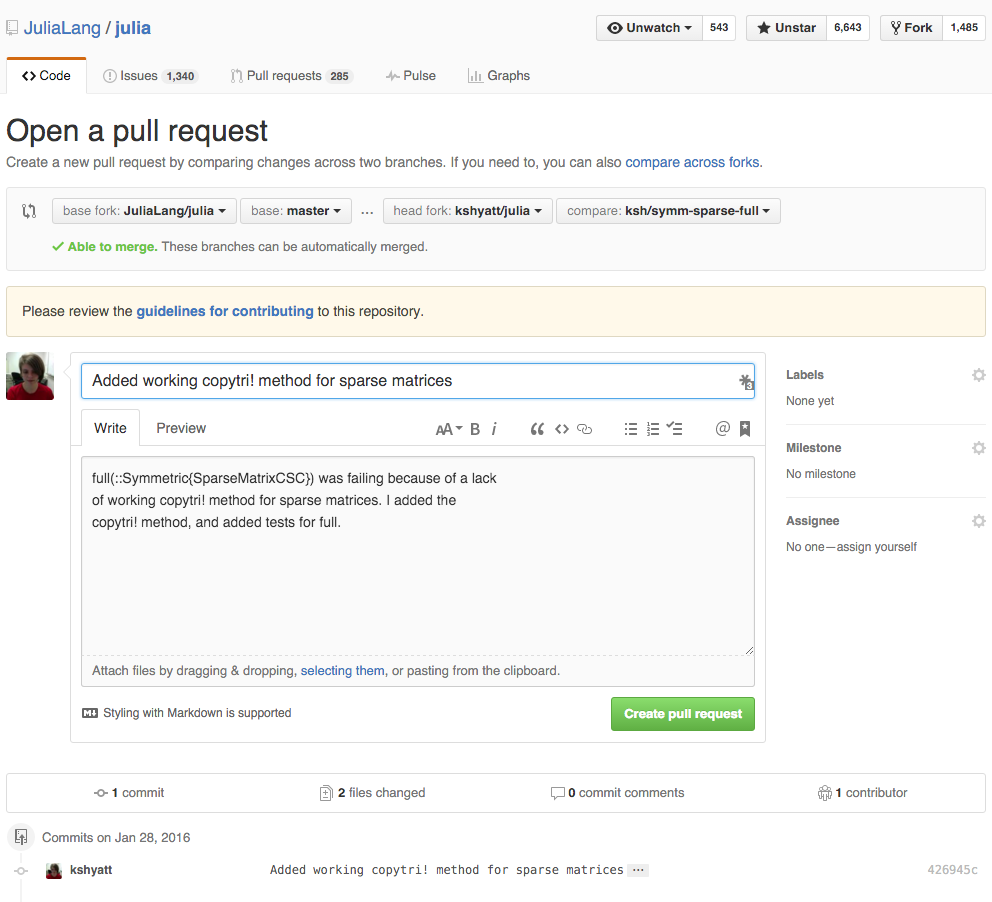 JuliaLang / julia
Unwatch 543 Unstar 6,643 Fork 1,485
Code Issues 1,340 Pull requests 285 Pulse Graphs
Open a pull request
Create a new pull request by comparing changes across two branches. If you need to, you can also compare across forks.
base fork: JuliaLang/julia base: master ... head fork: kshyatt/julia compare: ksh/symm-sparse-full
Able to merge. These branches can be automatically merged.
Please review the guidelines for contributing to this repository.
Added working copytri! method for sparse matrices
Write Preview AA B i
full(::Symmetric{SparseMatrixCSC}) was failing because of a lack
of working copytri! method for sparse matrices. I added the
copytri! method, and added tests for full.
Attach files by dragging & dropping, selecting them, or pasting from the clipboard.
Styling with Markdown is supported
Create pull request
Labels
None yet
Milestone
No milestone
Assignee
No one—assign yourself
1 commit 2 files changed 0 commit comments 1 contributor
Commits on Jan 28, 2016
kshyatt Added working copytri! method for sparse matrices ... 426945c